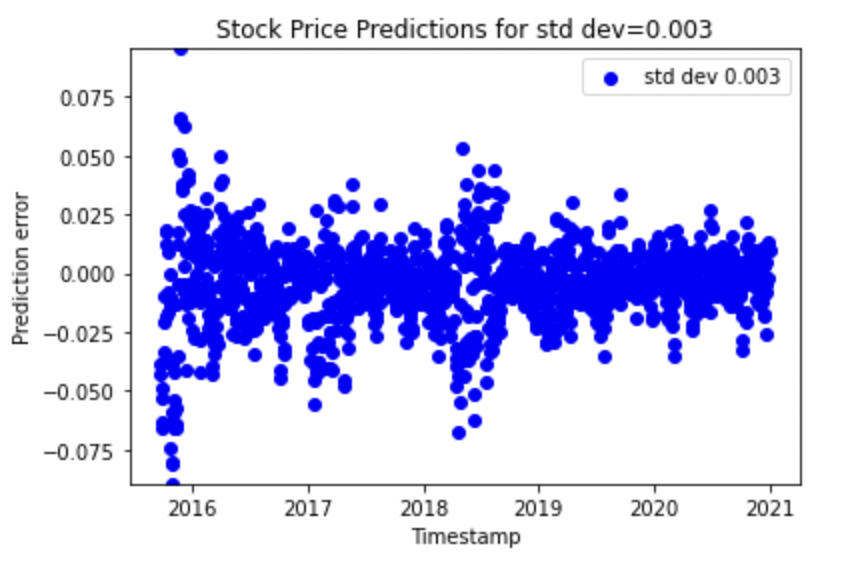 Stock Price Predictions for std dev=0.003
std dev 0.003
0.075
0.050
0.025
0.000
−0.025
−0.050
−0.075
Prediction error
2016 2017 2018 2019 2020 2021
Timestamp